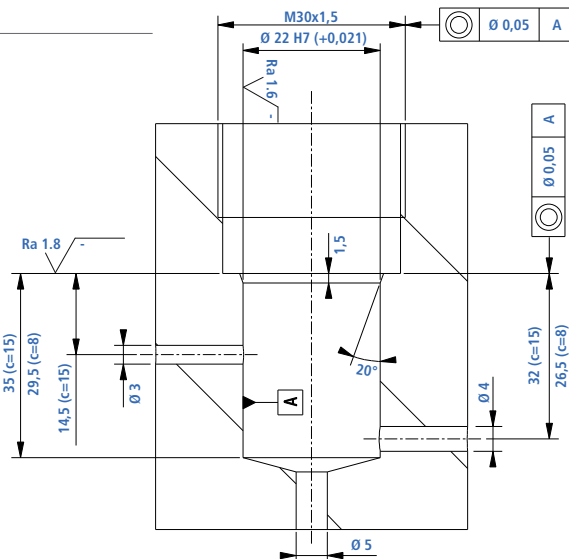 M30x1,5
Ø 22 H7 (+0,021)
Ø 0,05 A
Ra 1.6 -
Ø 0,05 A
Ra 1.8 -
1,5
35 (c=15)
29,5 (c=8)
14,5 (c=15)
Ø 3
20°
A
32 (c=15)
26,5 (c=8)
Ø 4
Ø 5